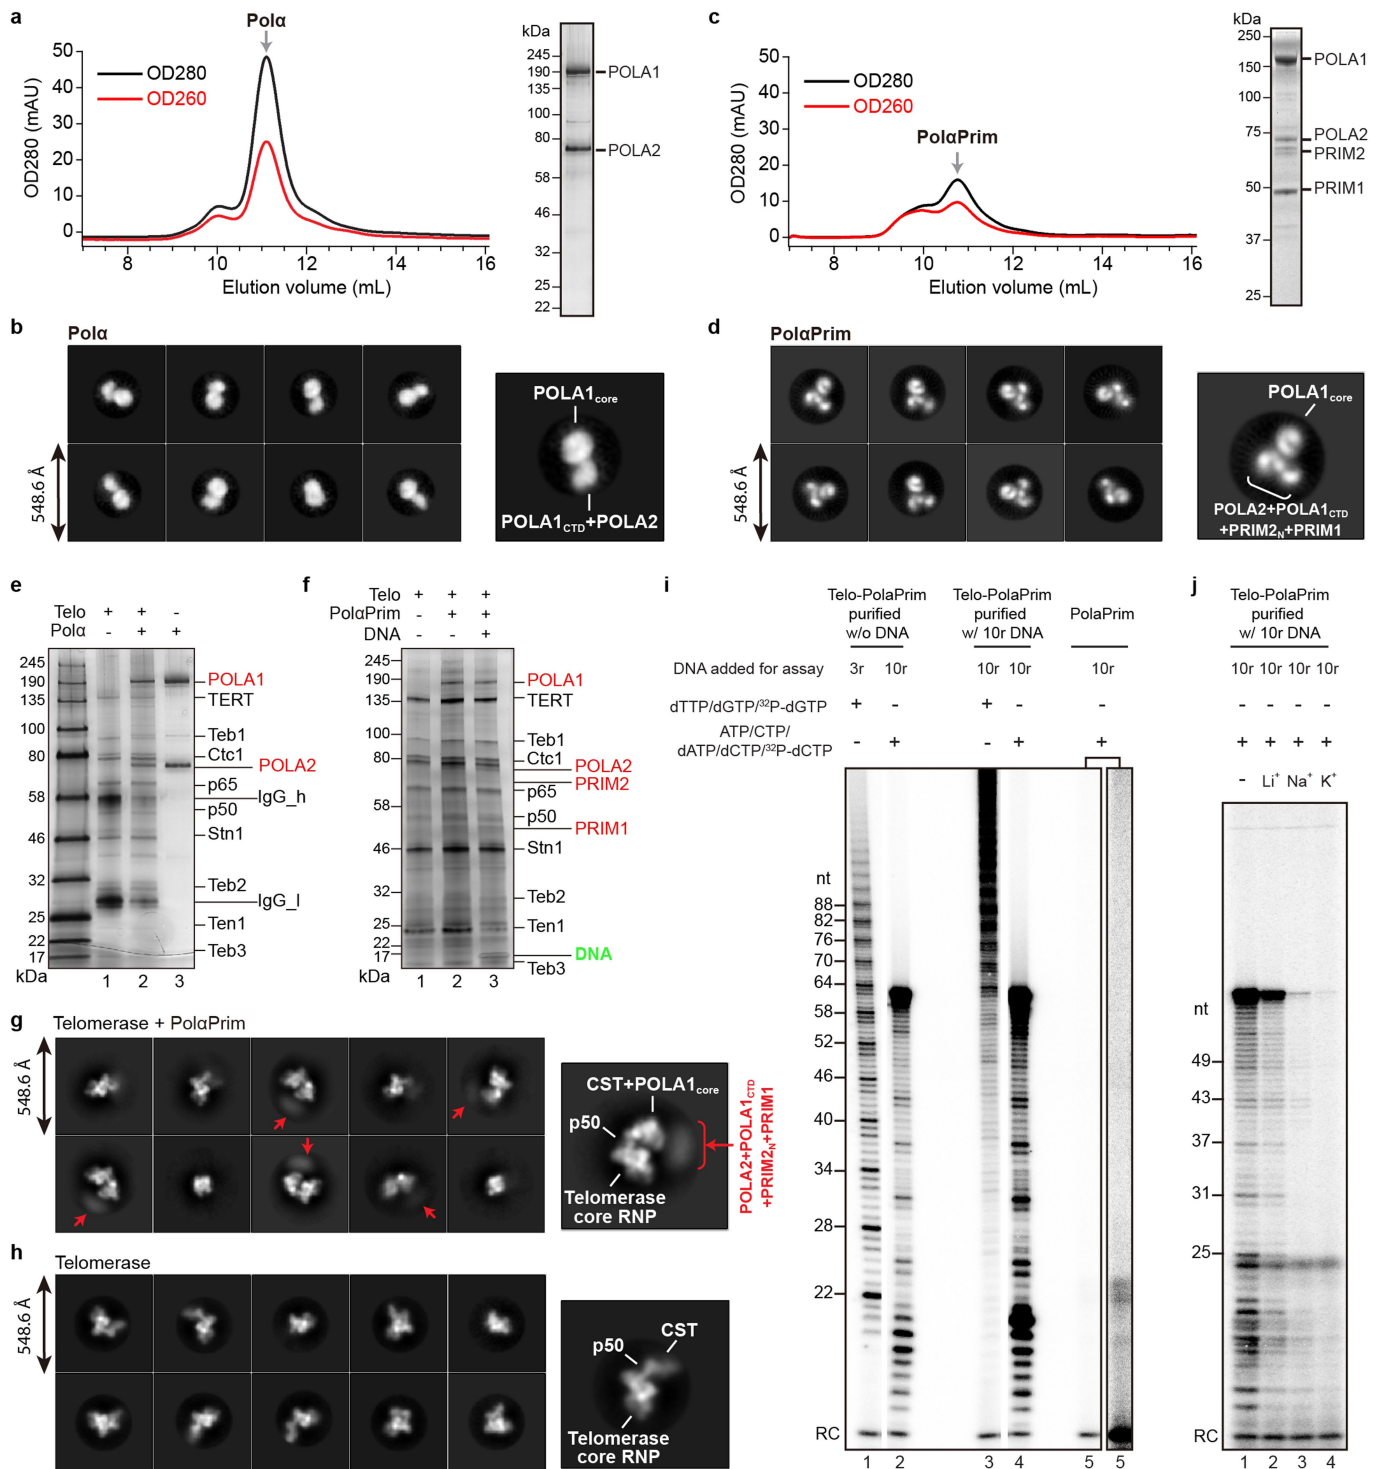 a
Polα
OD280 (mAU)
50
40
30
20
10
0
OD280
OD260
8
10
12
14
16
Elution volume (mL)
kDa
245
190
135
100
80
58
46
32
25
22
POLA1
POLA2
c
OD280 (mAU)
50
40
30
20
10
0
OD280
OD260
PolαPrim
8
10
12
14
16
Elution volume (mL)
kDa
250
150
100
75
50
37
25
POLA1
POLA2
PRIM2
PRIM1
b
Polα
548.6 Å
POLA1core
POLA1CTD+POLA2
d
PolαPrim
548.6 Å
POLA1core
POLA2+POLA1CTD
+PRIM2N+PRIM1
e
Telo + + -
Polα - + +
245
190
135
100
80
58
46
32
25
22
17
kDa
1 2 3
POLA1
TERT
Teb1
Ctc1
POLA2
p65
IgG_h
p50
Stn1
Teb2
IgG_l
Ten1
Teb3
f
Telo + + +
PolαPrim - + +
DNA - - +
245
190
135
100
80
58
46
32
25
22
17
kDa
1 2 3
POLA1
TERT
Teb1
Ctc1
POLA2
PRIM2
p65
p50
PRIM1
Stn1
Teb2
Ten1
DNA
Teb3
g
Telomerase + PolαPrim
548.6 Å
CST+POLA1core
p50
Telomerase
core RNP
POLA2+POLA1CTD
+PRIM2N+PRIM1
h
Telomerase
548.6 Å
CST
p50
Telomerase
core RNP
i
Telo-PolaPrim
purified
w/o DNA
Telo-PolaPrim
purified
w/ 10r DNA
PolaPrim
DNA added for assay 3r 10r 10r 10r 10r
dTTP/dGTP/32P-dGTP + - + - -
ATP/CTP/
dATP/dCTP/32P-dCTP - + - + +
nt
88
82
76
70
64
58
52
46
40
34
28
22
RC
1 2 3 4 5 5
j
Telo-PolaPrim
purified
w/ 10r DNA
10r 10r 10r 10r
- - - -
+ + + +
- Li+ Na+ K+
nt
49
43
37
31
25
RC
1 2 3 4